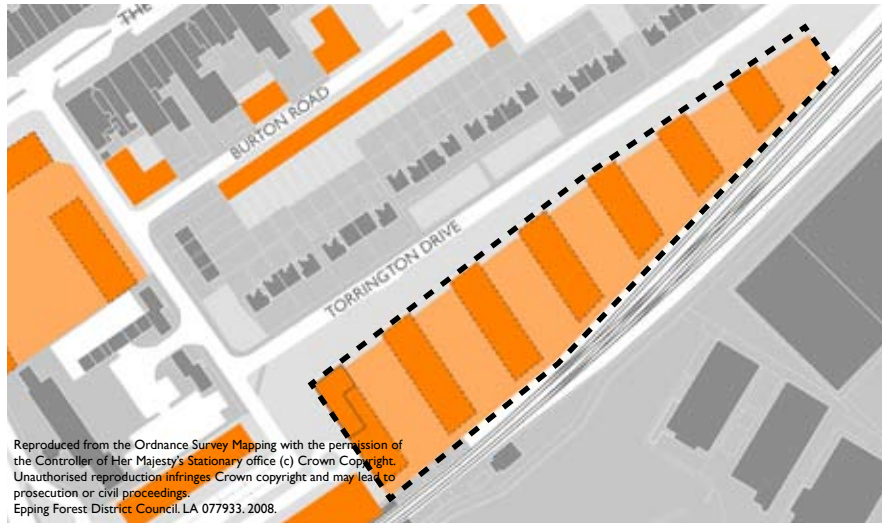 THE
BURTON ROAD
TORRINGTON DRIVE
Reproduced from the Ordnance Survey Mapping with the permission of
the Controller of Her Majesty's Stationary office (c) Crown Copyright.
Unauthorised reproduction infringes Crown copyright and may lead to
prosecution or civil proceedings.
Epping Forest District Council. LA 077933. 2008.